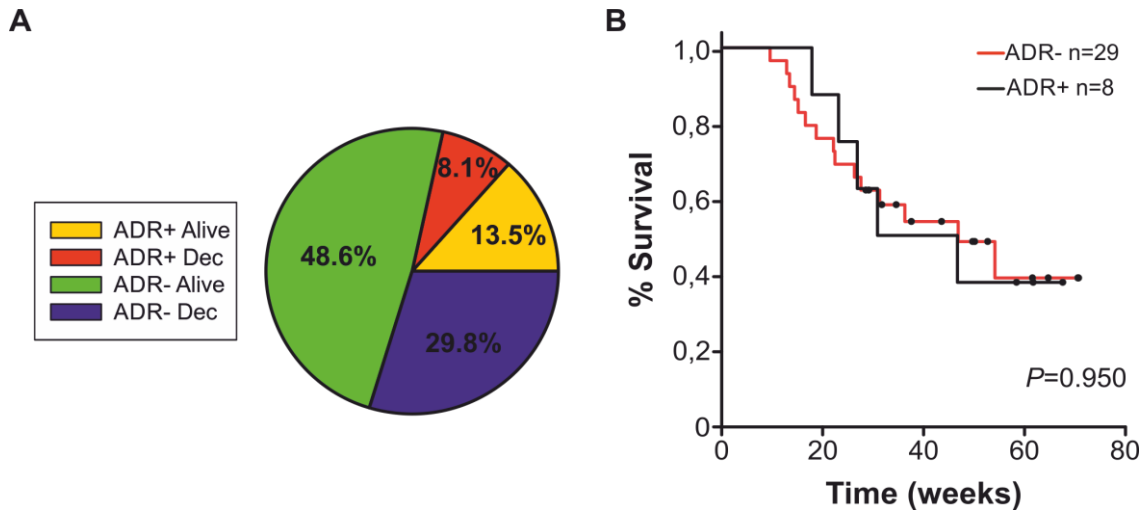 A
ADR+ Alive
ADR+ Dec
ADR- Alive
ADR- Dec
8.1%
13.5%
48.6%
29.8%
B
% Survival
1,0
0,8
0,6
0,4
0,2
0
0
20
40
60
80
Time (weeks)
ADR- n=29
ADR+ n=8
P=0.950